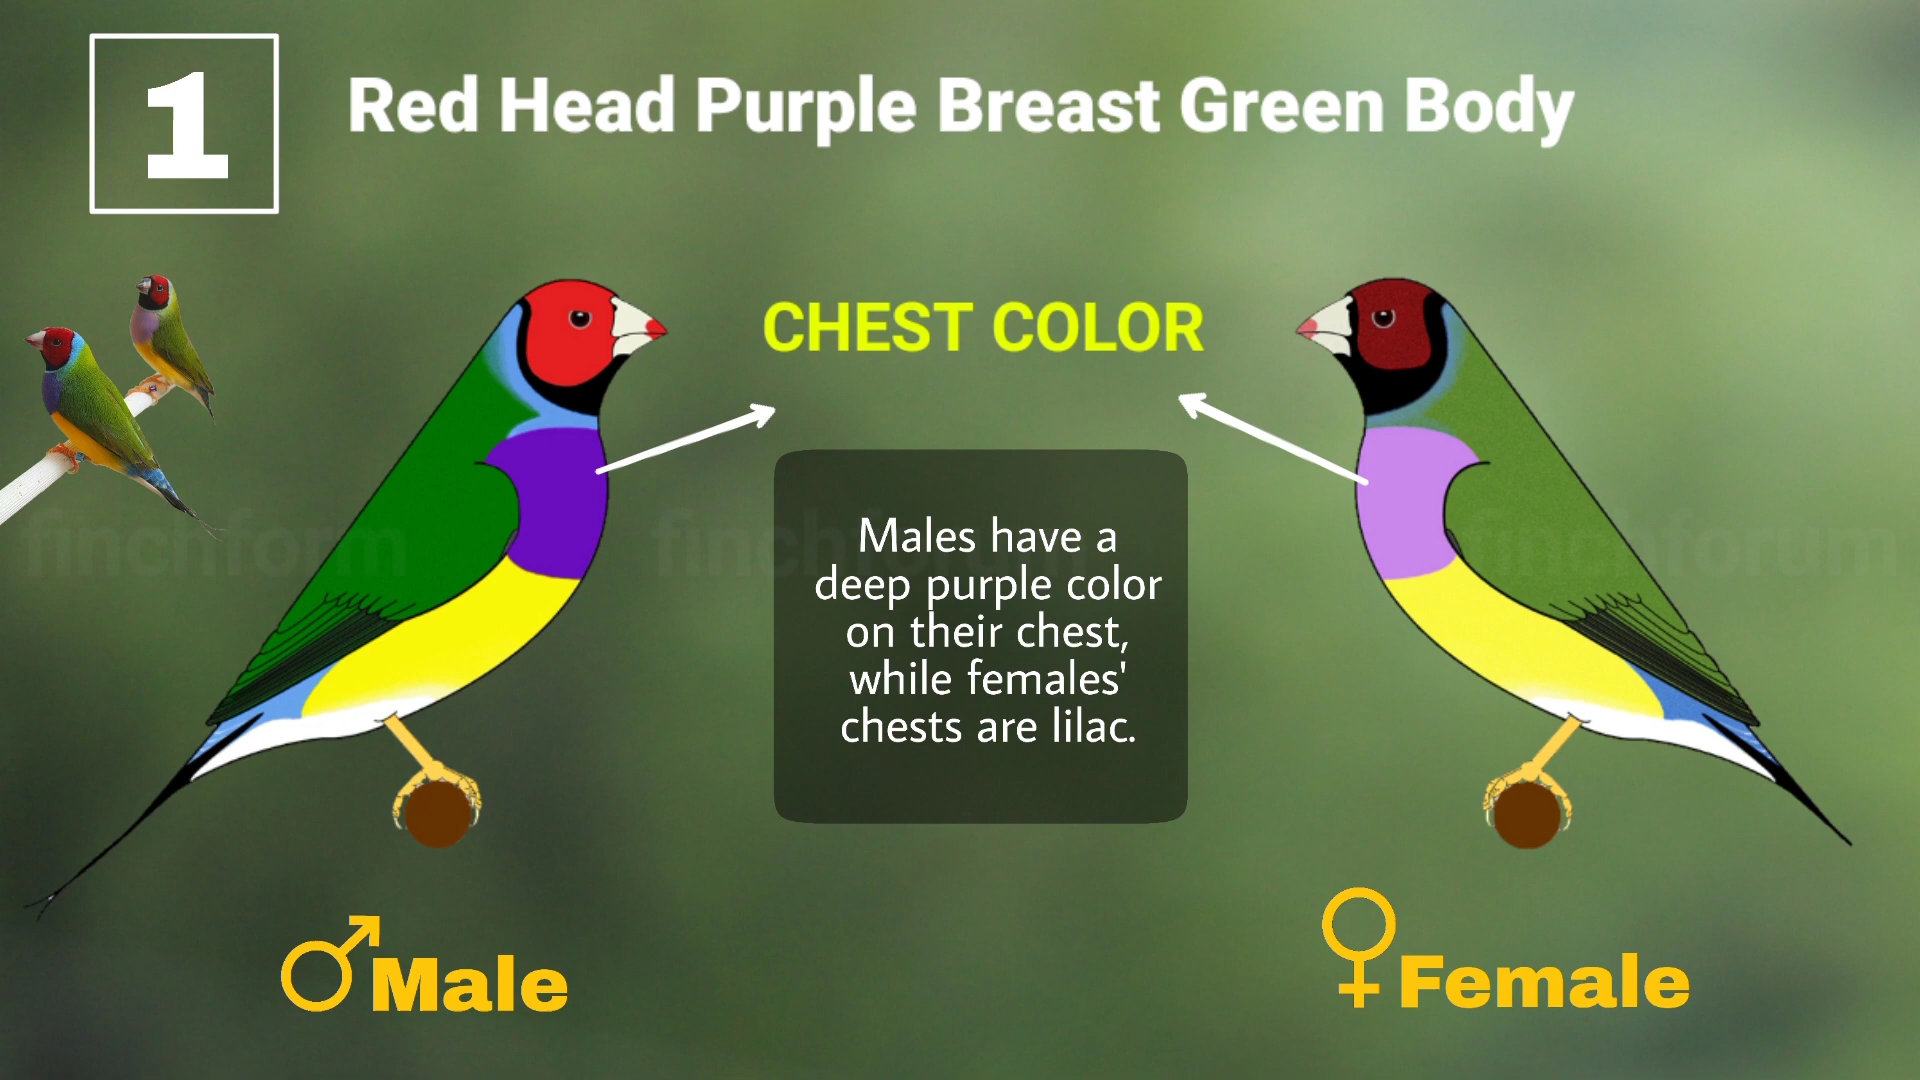 1
Red Head Purple Breast Green Body
CHEST COLOR
Males have a
deep purple color
on their chest,
while females'
chests are lilac.
finchform
Male
Female